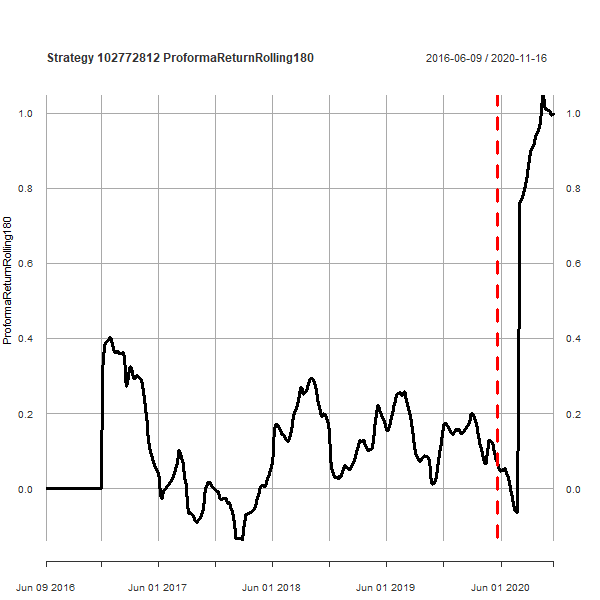 Strategy 102772812 ProformaReturnRolling180
2016-06-09 / 2020-11-16
ProformaReturnRolling180
1.0
1.0
0.8
0.8
0.6
0.6
0.4
0.4
0.2
0.2
0.0
0.0
Jun 09 2016
Jun 01 2017
Jun 01 2018
Jun 01 2019
Jun 01 2020